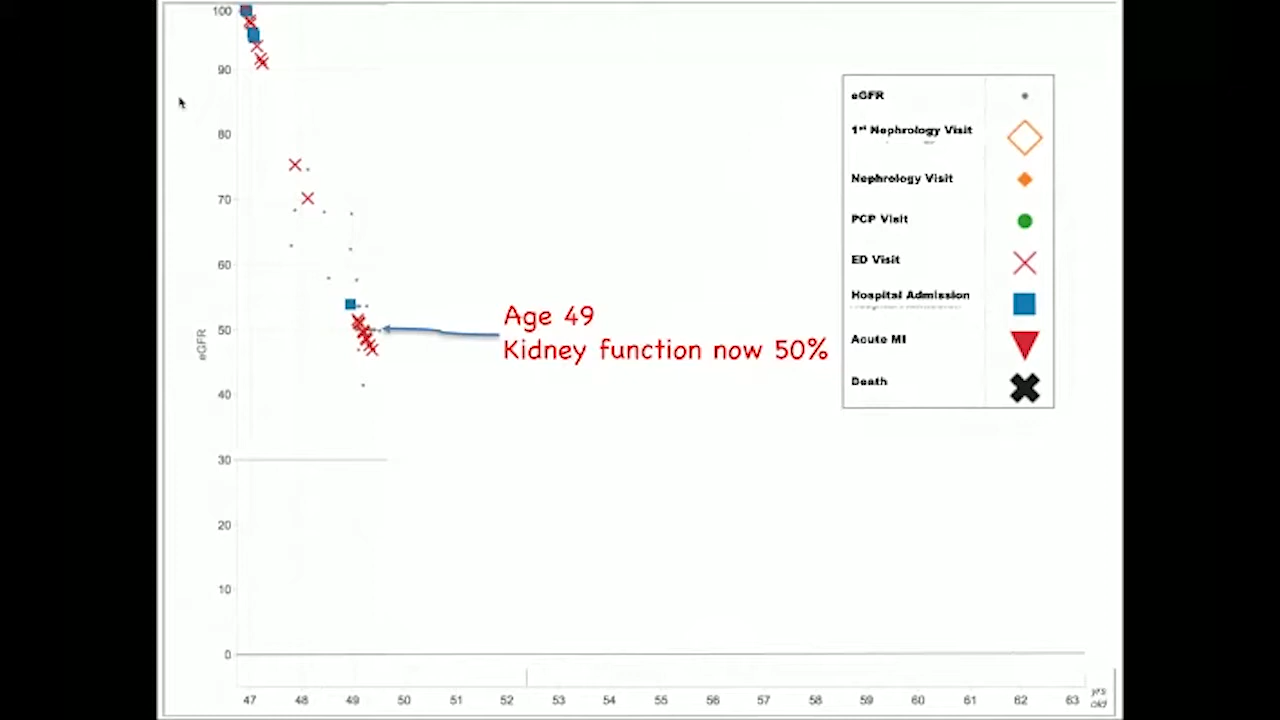 100
90
80
70
60
50
40
30
20
10
0
eGFR
47 48 49 50 51 52 53 54 55 56 57 58 59 60 61 62 63
yrs
old
Age 49
Kidney function now 50%
eGFR
1st Nephrology Visit
Nephrology Visit
PCP Visit
ED Visit
Hospital Admission
Acute MI
Death